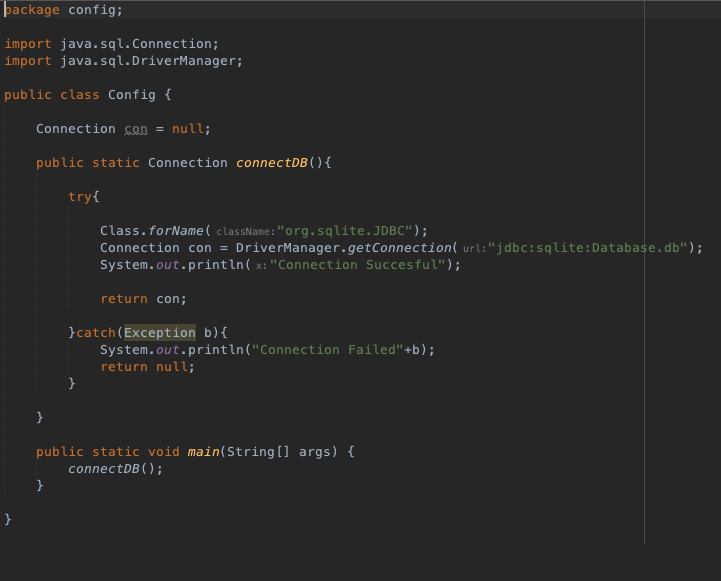 package config;
import java.sql.Connection;
import java.sql.DriverManager;
public class Config {
Connection con = null;
public static Connection connectDB(){
try{
Class.forName( className: "org.sqlite.JDBC");
Connection con = DriverManager.getConnection( url: "jdbc:sqlite:Database.db");
System.out.println( x: "Connection Succesful");
return con;
}catch(Exception b){
System.out.println("Connection Failed"+b);
return null;
}
}
public static void main(String[] args) {
connectDB();
}
}